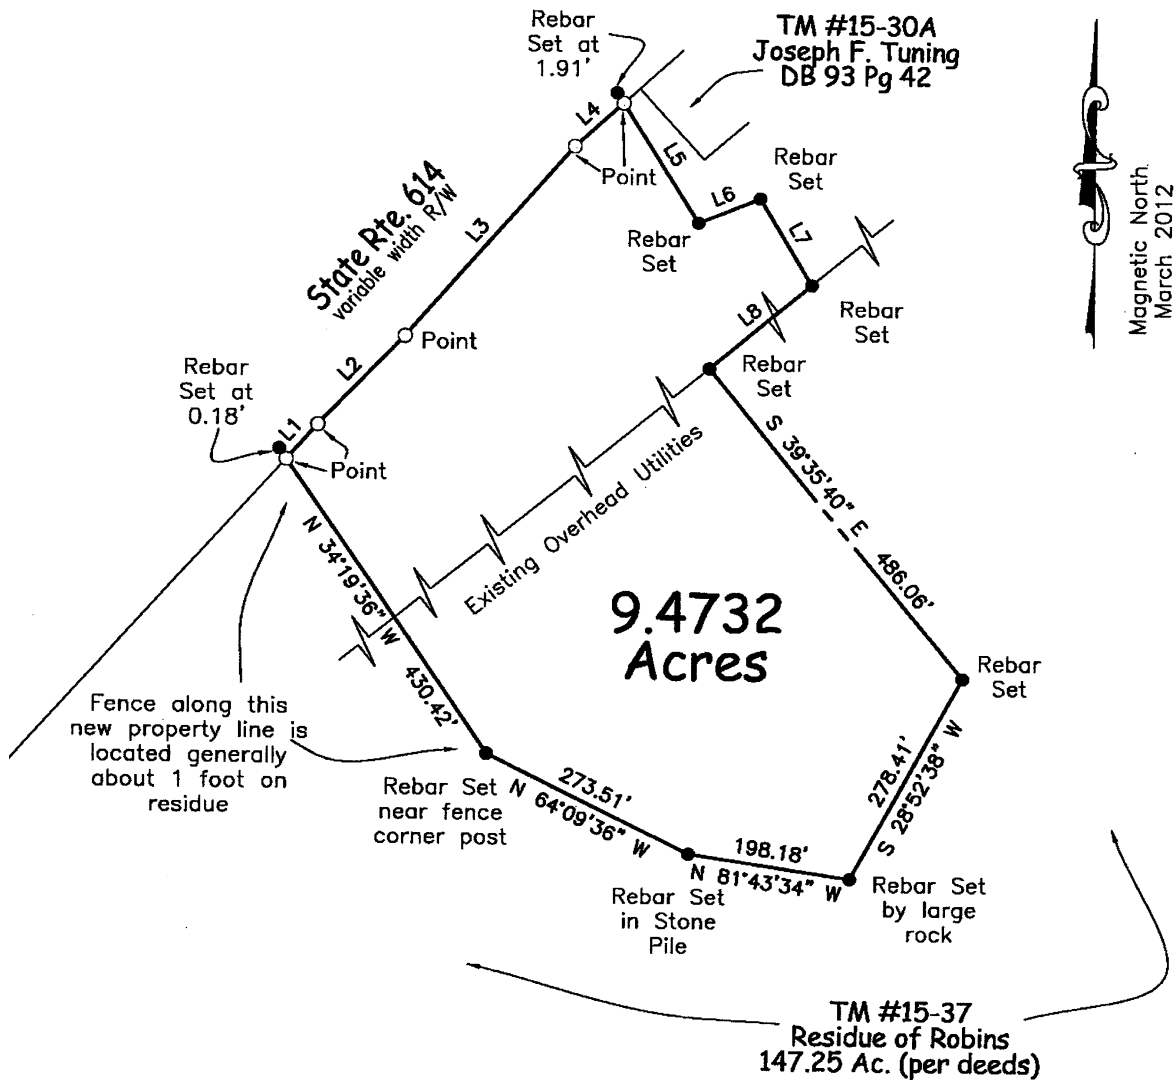 Rebar
Set at
1.91'
TM #15-30A
Joseph F. Tuning
DB 93 Pg 42
Magnetic North
March 2012
L4
Point
L5
L6
Rebar
Set
Rebar
Set
L7
State Rte. 614
variable width R/W
L3
Rebar
Set
L8
Rebar
Set
Point
L2
Rebar
Set at
0.18'
L1
Point
Existing Overhead Utilities
S 39°35'40" E 486.06'
N 34°19'36" W 430.42'
9.4732
Acres
Rebar
Set
Fence along this
new property line is
located generally
about 1 foot on
residue
278.41'
S 28°52'38" W
Rebar Set
near fence
corner post
273.51'
N 64°09'36" W
198.18'
N 81°43'34" W
Rebar Set
in Stone
Pile
Rebar Set
by large
rock
TM #15-37
Residue of Robins
147.25 Ac. (per deeds)